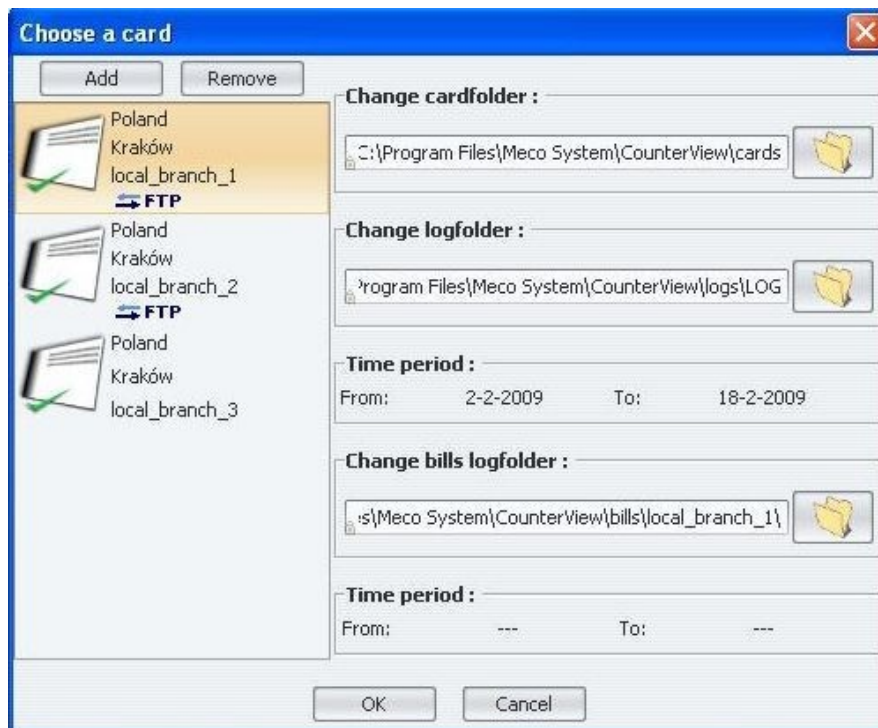 Choose a card
Add
Remove
Poland
Kraków
local_branch_1
FTP
Poland
Kraków
local_branch_2
FTP
Poland
Kraków
local_branch_3
Change cardfolder :
C:\Program Files\Meco System\CounterView\cards
Change logfolder :
Program Files\Meco System\CounterView\logs\LOG
Time period :
From: 2-2-2009 To: 18-2-2009
Change bills logfolder :
s\Meco System\CounterView\bills\local_branch_1\
Time period :
From: --- To: ---
OK
Cancel